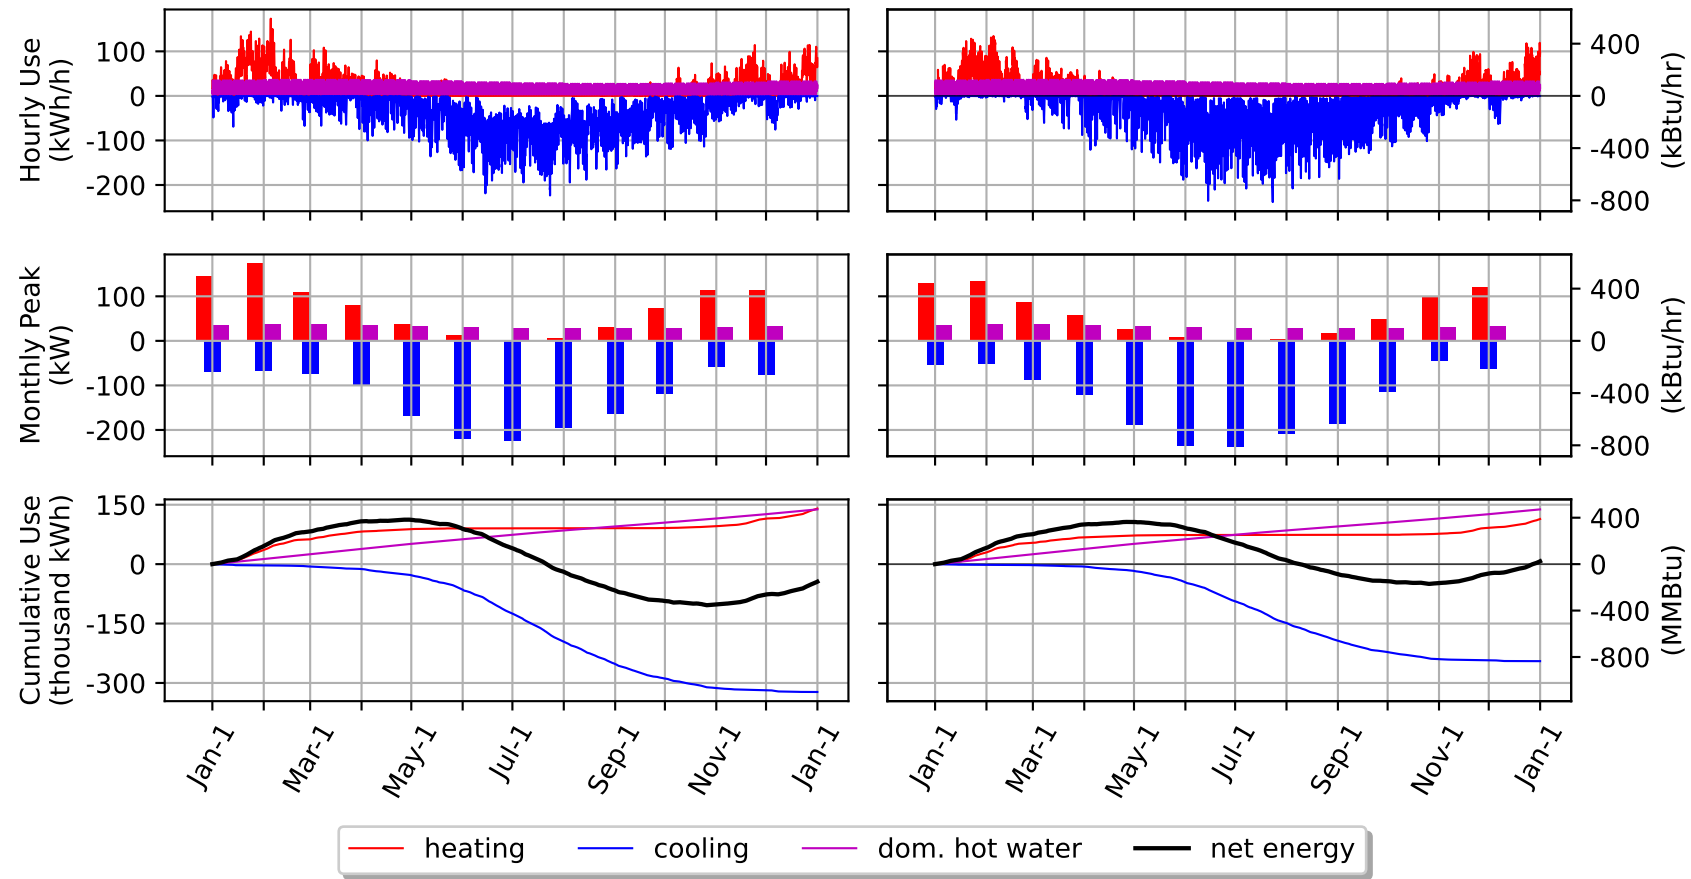 Hourly Use
(kWh/h)
100
0
-100
-200
400
0
-400
-800
(kBtu/hr)
Monthly Peak
(kW)
100
0
-100
-200
400
0
-400
-800
(kBtu/hr)
Cumulative Use
(thousand kWh)
150
0
-150
-300
400
0
-400
-800
(MMBtu)
Jan-1 Mar-1 May-1 Jul-1 Sep-1 Nov-1 Jan-1
Jan-1 Mar-1 May-1 Jul-1 Sep-1 Nov-1 Jan-1
heating cooling dom. hot water net energy